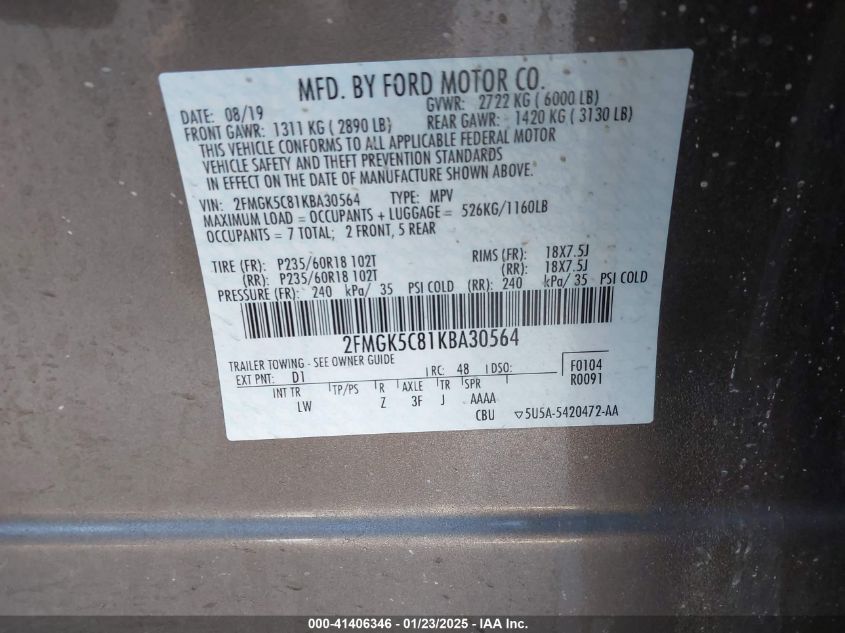 MFD. BY FORD MOTOR CO.
DATE: 08/19 GVWR: 2722 KG ( 6000 LB)
FRONT GAWR: 1311 KG ( 2890 LB) REAR GAWR: 1420 KG ( 3130 LB)
THIS VEHICLE CONFORMS TO ALL APPLICABLE FEDERAL MOTOR
VEHICLE SAFETY AND THEFT PREVENTION STANDARDS
IN EFFECT ON THE DATE OF MANUFACTURE SHOWN ABOVE.
VIN: 2FMGK5C81KBA30564 TYPE: MPV
MAXIMUM LOAD = OCCUPANTS + LUGGAGE = 526KG/1160LB
OCCUPANTS = 7 TOTAL; 2 FRONT, 5 REAR
TIRE (FR): P235/60R18 102T RIMS (FR): 18X7.5J
(RR): P235/60R18 102T (RR): 18X7.5J
PRESSURE (FR): 240 kPa/ 35 PSI COLD (RR): 240 kPa/ 35 PSI COLD
2FMGK5C81KBA30564
TRAILER TOWING - SEE OWNER GUIDE
EXT PNT: D1 RC: 48 DSO: F0104
R0091
INT TR TP/PS R AXLE TR SPR
LW Z 3F J AAAA
CBU ▽5U5A-5420472-AA
000-41406346 - 01/23/2025 - IAA Inc.